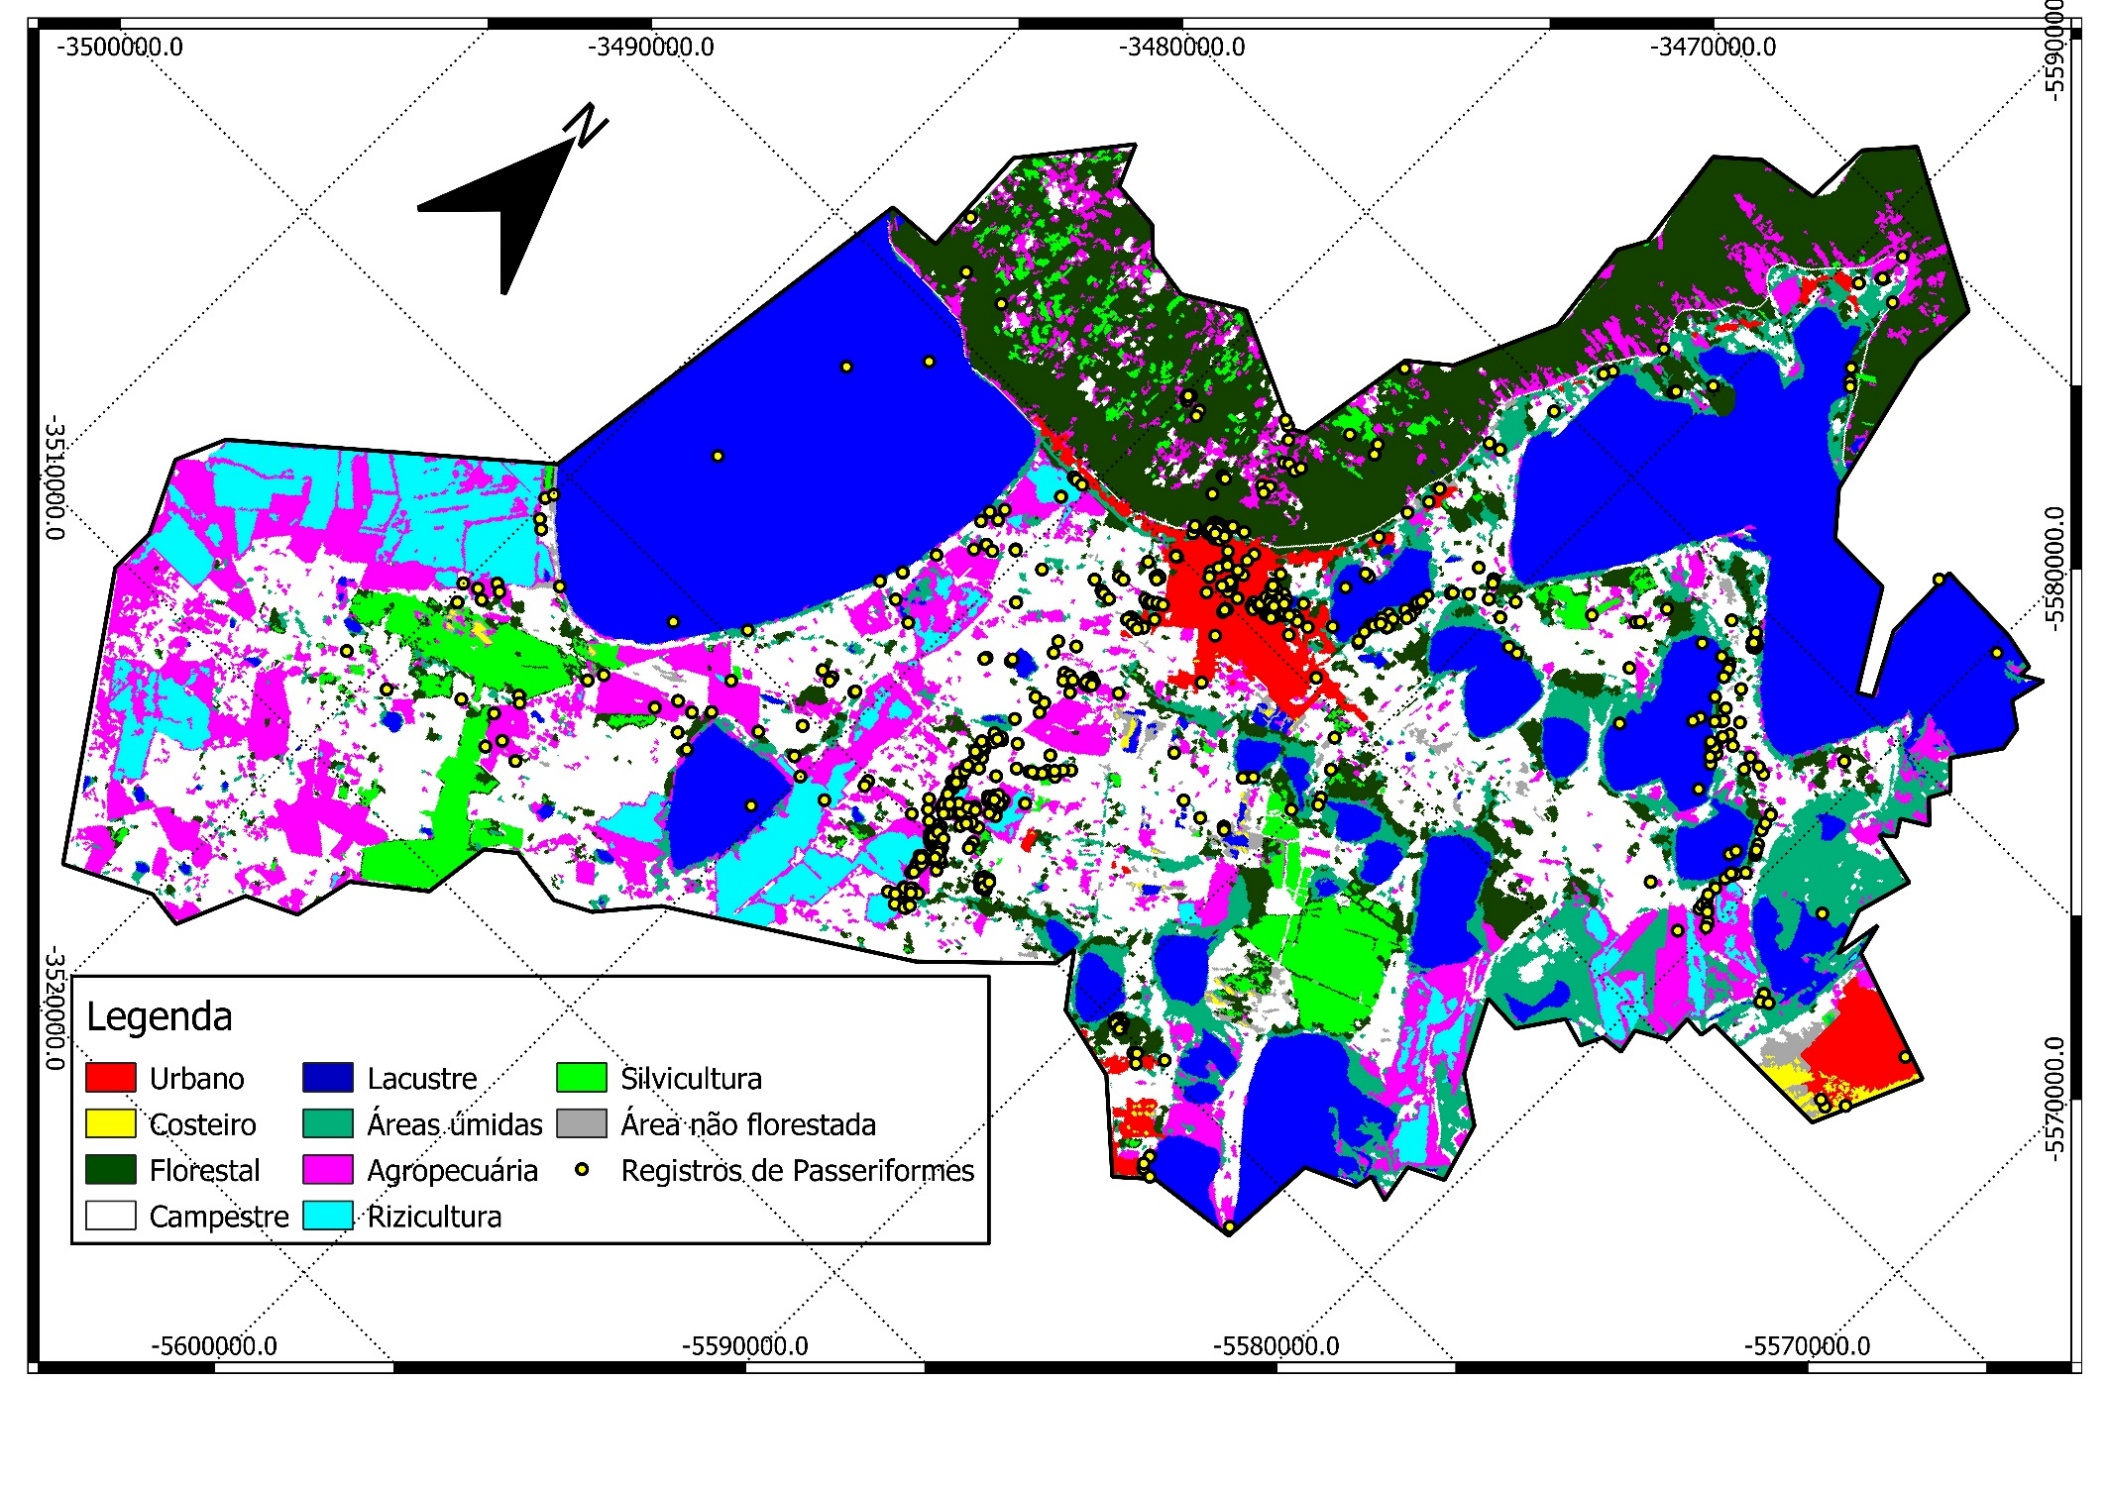 -3500000.0 -3490000.0 -3480000.0 -3470000.0
-5590000
N
-3510000.0
-5580000.0
-3520000.0
-5570000.0
Legenda
Urbano Lacustre Silvicultura
Costeiro Áreas úmidas Área não florestada
Florestal Agropecuária Registros de Passeriformes
Campestre Rizicultura
-5600000.0 -5590000.0 -5580000.0 -5570000.0